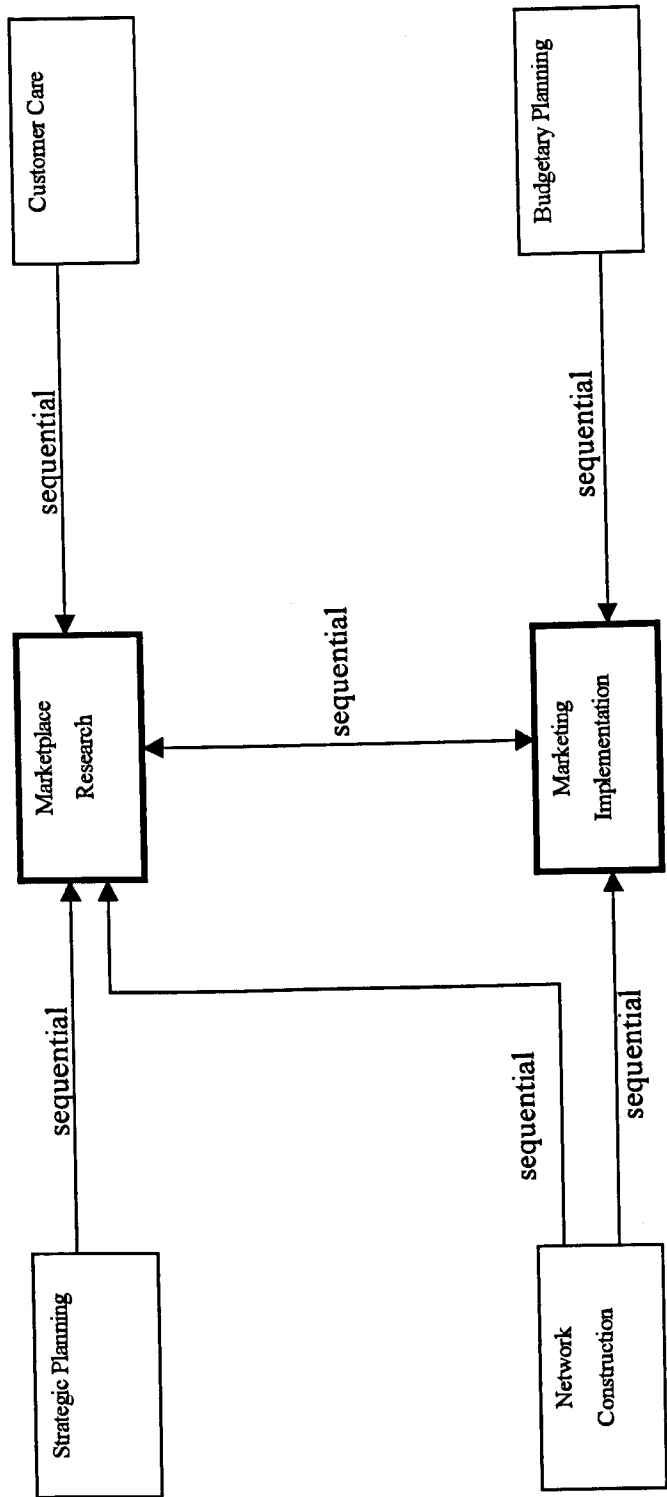 Strategic Planning
sequential
Marketplace
Research
sequential
Customer Care
sequential
Network
Construction
sequential
sequential
Marketing
Implementation
sequential
Budgetary Planning